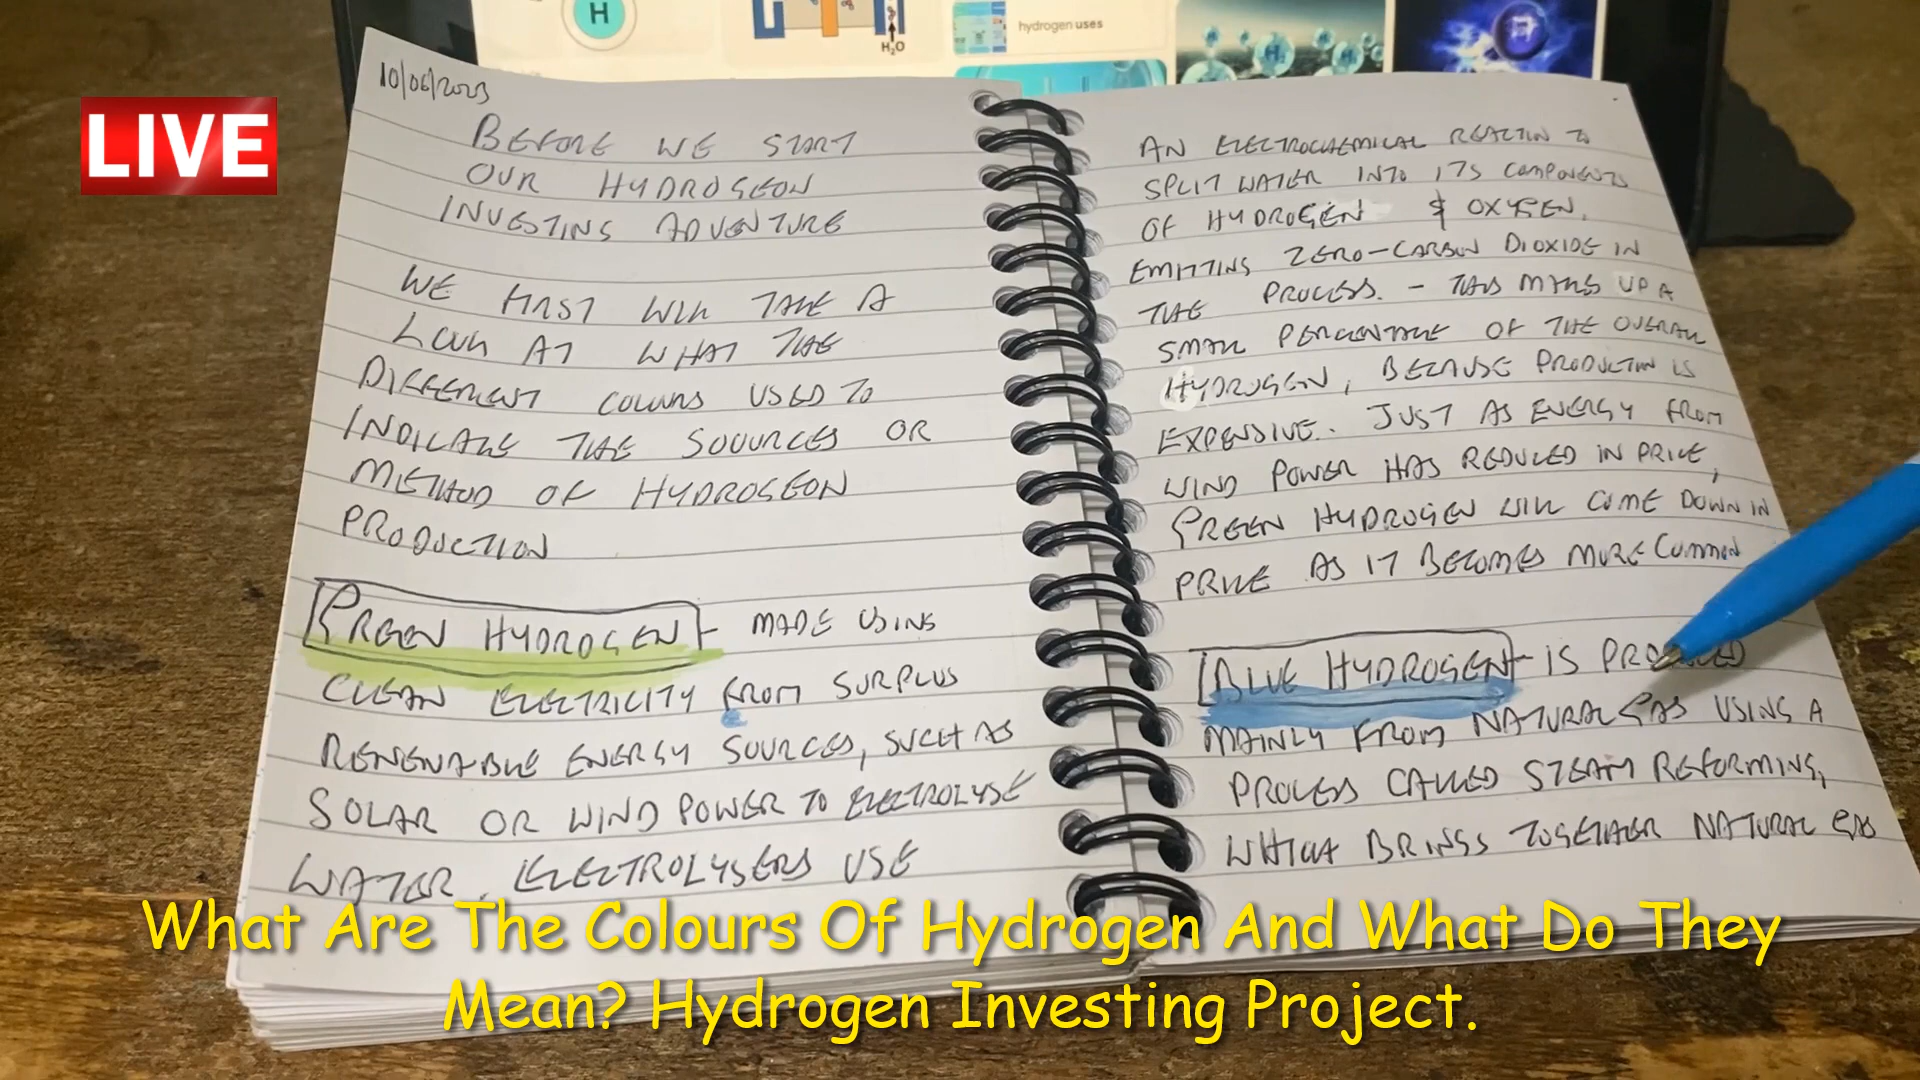 H
H₂O
hydrogen uses
H₂
H₂
LIVE
10/06/2023
BEFORE WE START
OUR HYDROGEON
INVESTING ADVENTURE
WE FIRST WILL TAKE A
LOOK AT WHAT THE
DIFFERENT COLOURS USED TO
INDICATE THE SOUURCES OR
METHOD OF HYDROGEON
PRODUCTION
GREEN HYDROGEN - MADE USING
CLEAN ELECTRICITY FROM SURPLUS
RENEWABLE ENERGY SOURCES, SUCH AS
SOLAR OR WIND POWER TO ELECTROLYSE
WATER. ELECTROLYSERS USE
AN ELECTROCHEMICAL REACTION TO
SPLIT WATER INTO ITS COMPONENTS
OF HYDROGEN & OXYGEN,
EMITTING ZERO-CARBON DIOXIDE IN
THE PROCESS. - THIS MAKES UP A
SMALL PERCENTAGE OF THE OVERALL
HYDROGEN, BECAUSE PRODUCTION IS
EXPENSIVE. JUST AS ENERGY FROM
WIND POWER HAS REDUCED IN PRICE,
GREEN HYDROGEN WILL COME DOWN IN
PRICE AS IT BECOMES MORE COMMON
BLUE HYDROGEN - IS PRODUCED
MAINLY FROM NATURAL GAS USING A
PROCESS CALLED STEAM REFORMING,
WHICH BRINGS TOGETHER NATURAL GAS
What Are The Colours Of Hydrogen And What Do They
Mean? Hydrogen Investing Project.